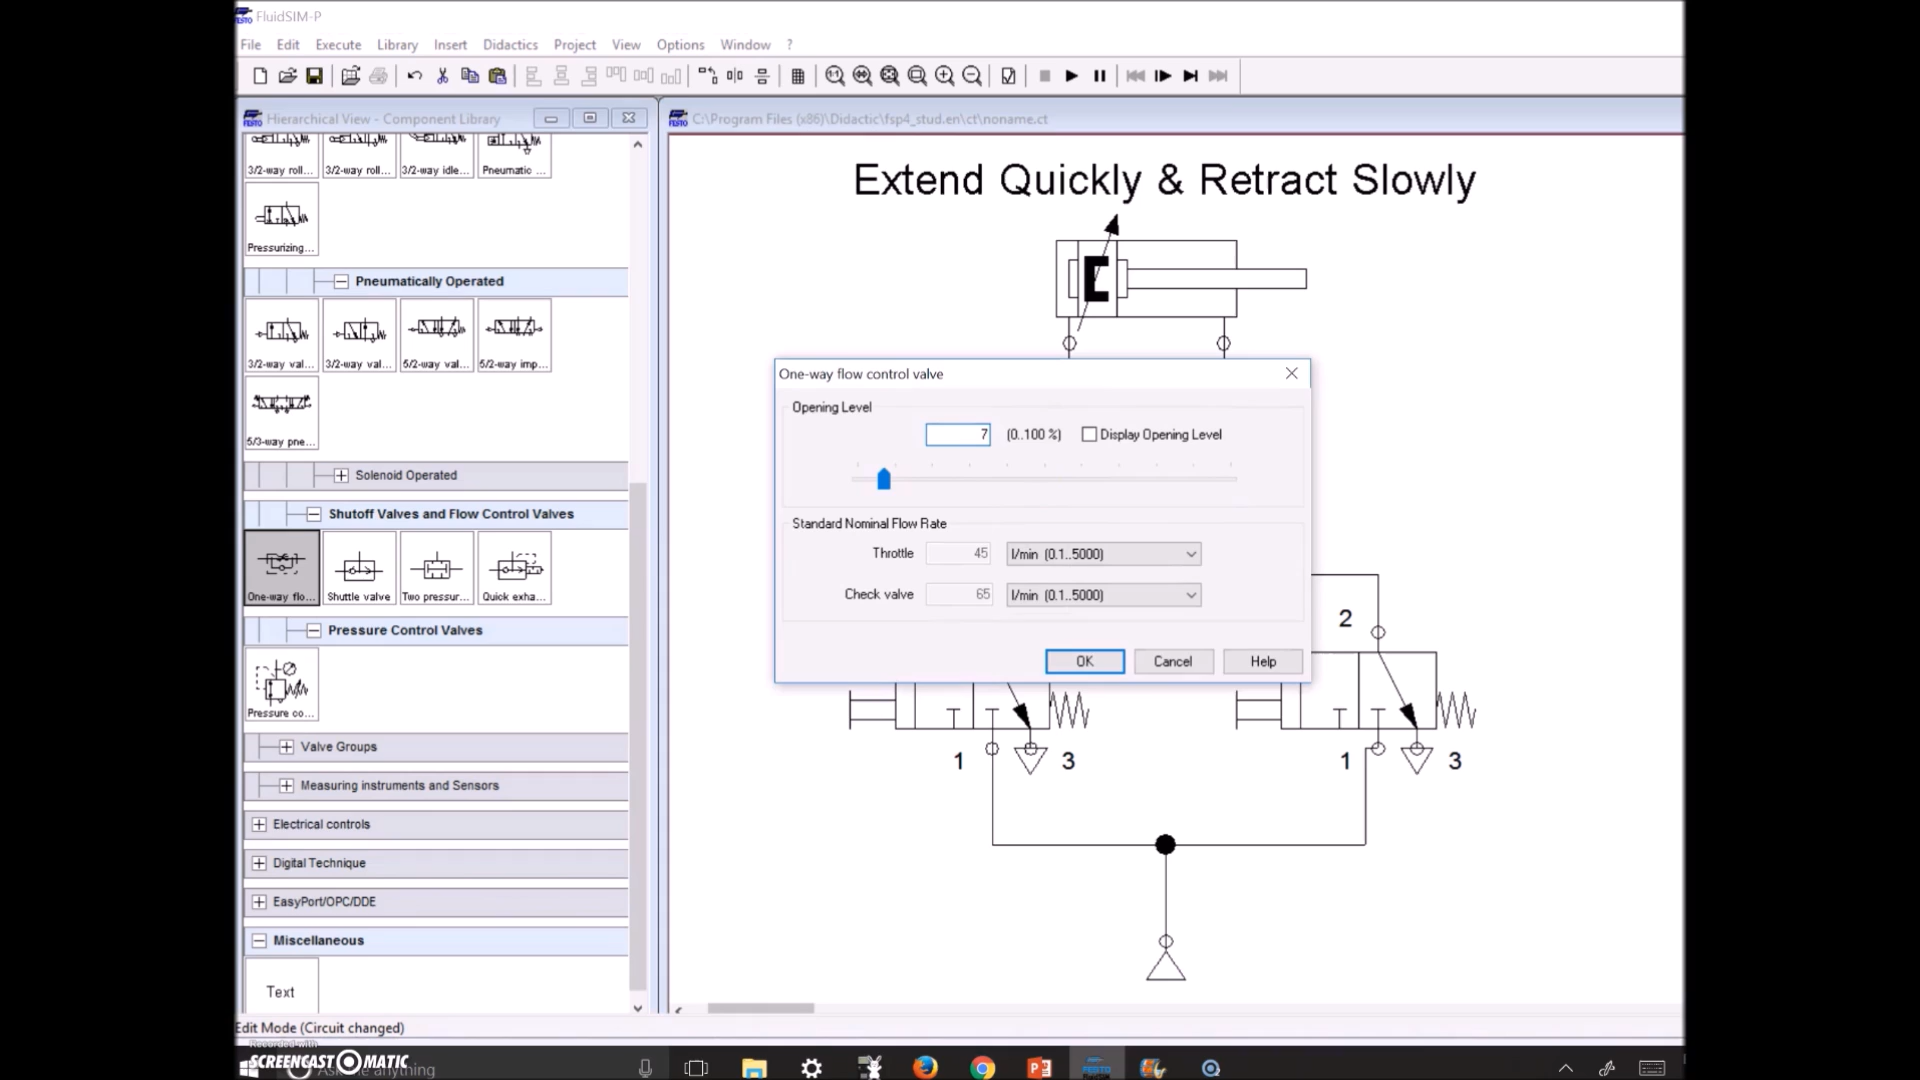 FESTO FluidSIM-P
File Edit Execute Library Insert Didactics Project View Options Window ?
FESTO Hierarchical View - Component Library
FESTO C:\Program Files (x86)\Didactic\fsp4_stud.en\ct\noname.ct
3/2-way roll... 3/2-way roll... 3/2-way idle... Pneumatic ...
Pressurizing...
Pneumatically Operated
3/2-way val... 3/2-way val... 5/2-way val... 5/2-way imp...
5/3-way pne...
Solenoid Operated
Shutoff Valves and Flow Control Valves
One-way flo... Shuttle valve Two pressur... Quick exha...
Pressure Control Valves
Pressure co...
Valve Groups
Measuring instruments and Sensors
Electrical controls
Digital Technique
EasyPort/OPC/DDE
Miscellaneous
Text
Extend Quickly & Retract Slowly
One-way flow control valve
Opening Level
7 (0..100 %) Display Opening Level
Standard Nominal Flow Rate
Throttle 45 l/min (0.1..5000)
Check valve 65 l/min (0.1..5000)
OK Cancel Help
2
1 3 1 3
Edit Mode (Circuit changed)
Recorded with
SCREENCAST-O-MATIC
anything
FESTO